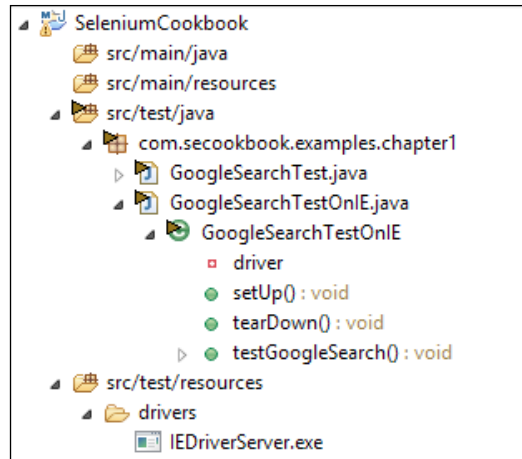 SeleniumCookbook
src/main/java
src/main/resources
src/test/java
com.secookbook.examples.chapter1
GoogleSearchTest.java
GoogleSearchTestOnIE.java
GoogleSearchTestOnIE
driver
setUp() : void
tearDown() : void
testGoogleSearch() : void
src/test/resources
drivers
IEDriverServer.exe